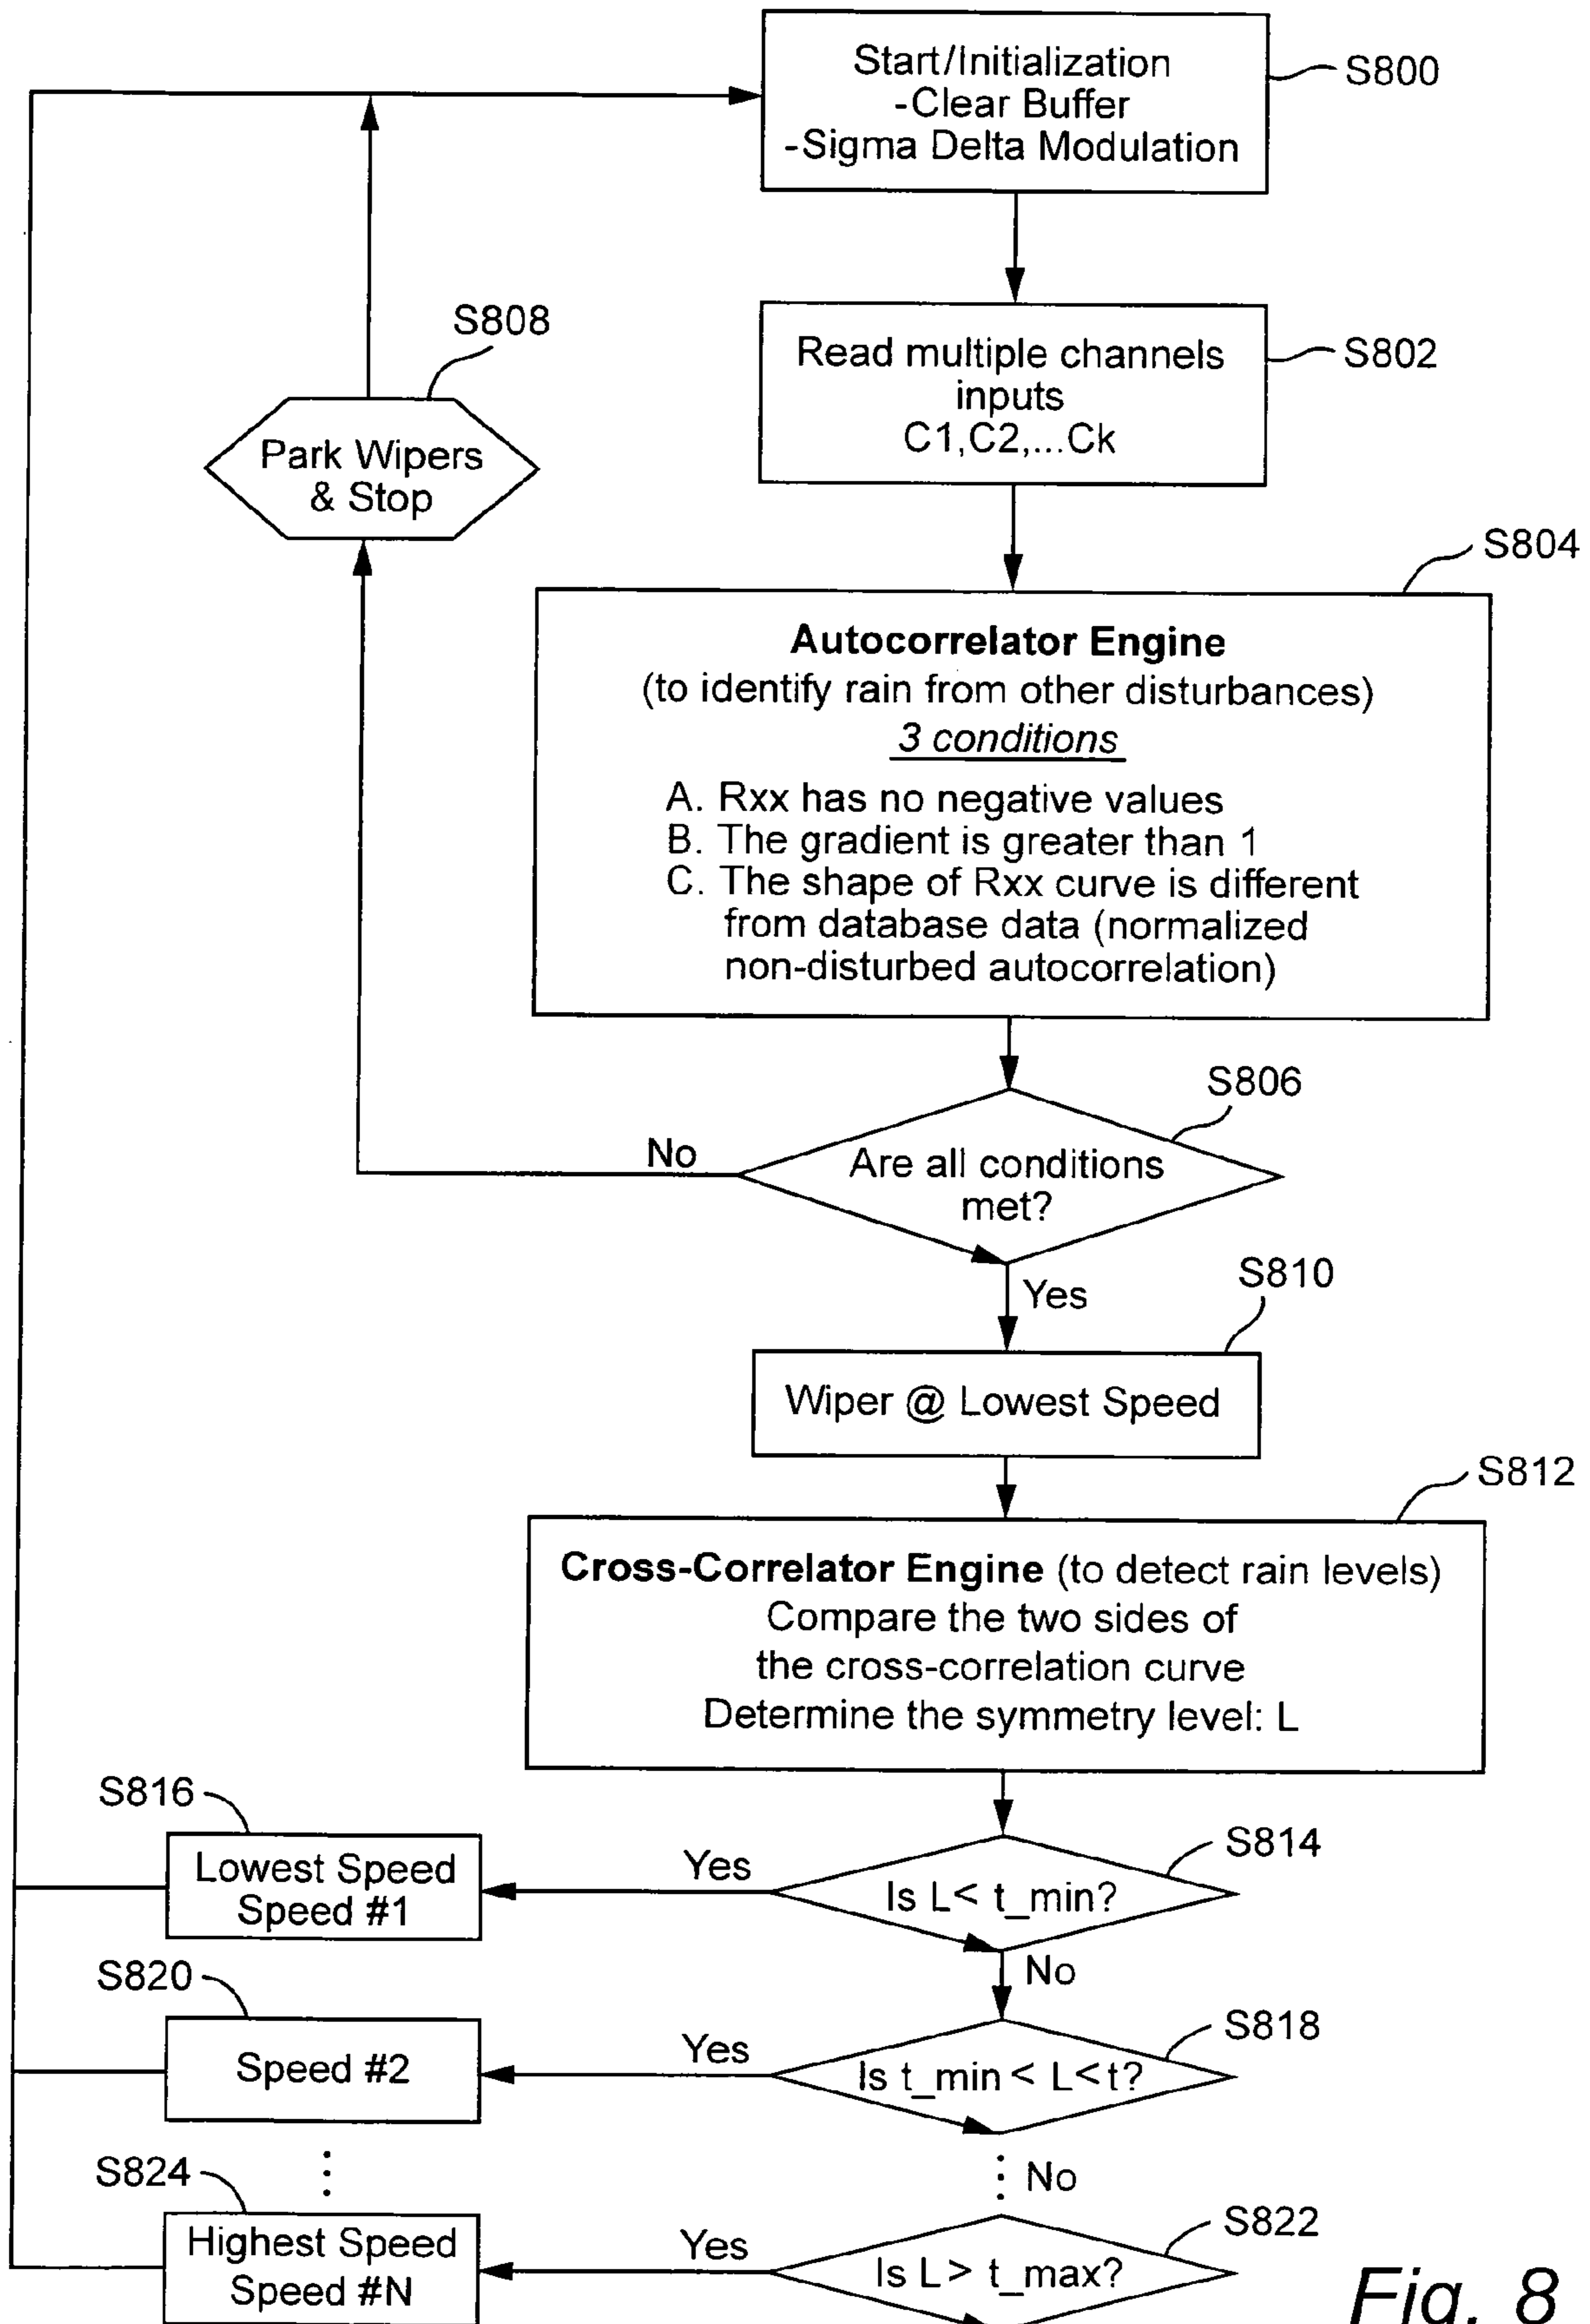 Start/Initialization
-Clear Buffer
-Sigma Delta Modulation
S800
S808
Read multiple channels
inputs
C1,C2,...Ck
S802
Park Wipers
& Stop
S804
Autocorrelator Engine
(to identify rain from other disturbances)
3 conditions
A. Rxx has no negative values
B. The gradient is greater than 1
C. The shape of Rxx curve is different
from database data (normalized
non-disturbed autocorrelation)
S806
No
Are all conditions
met?
Yes
S810
Wiper @ Lowest Speed
S812
Cross-Correlator Engine (to detect rain levels)
Compare the two sides of
the cross-correlation curve
Determine the symmetry level: L
S816
Lowest Speed
Speed #1
Yes
Is L< t_min?
S814
No
S820
Speed #2
Yes
Is t_min < L<t?
S818
No
S824
Highest Speed
Speed #N
Yes
Is L> t_max?
S822
Fig. 8